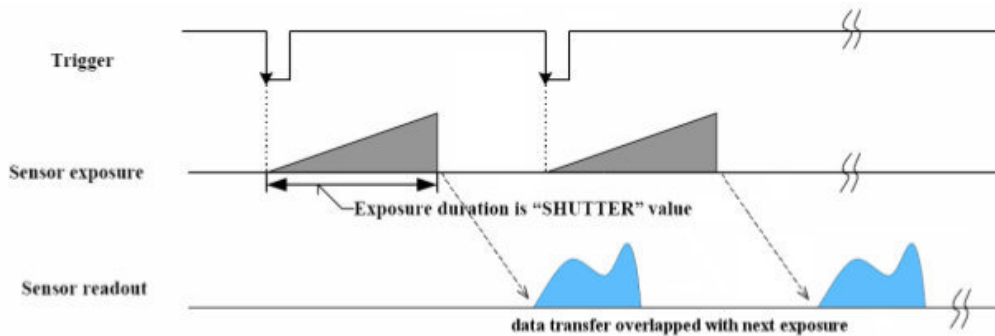 Trigger
Sensor exposure
Exposure duration is “SHUTTER” value
Sensor readout
data transfer overlapped with next exposure